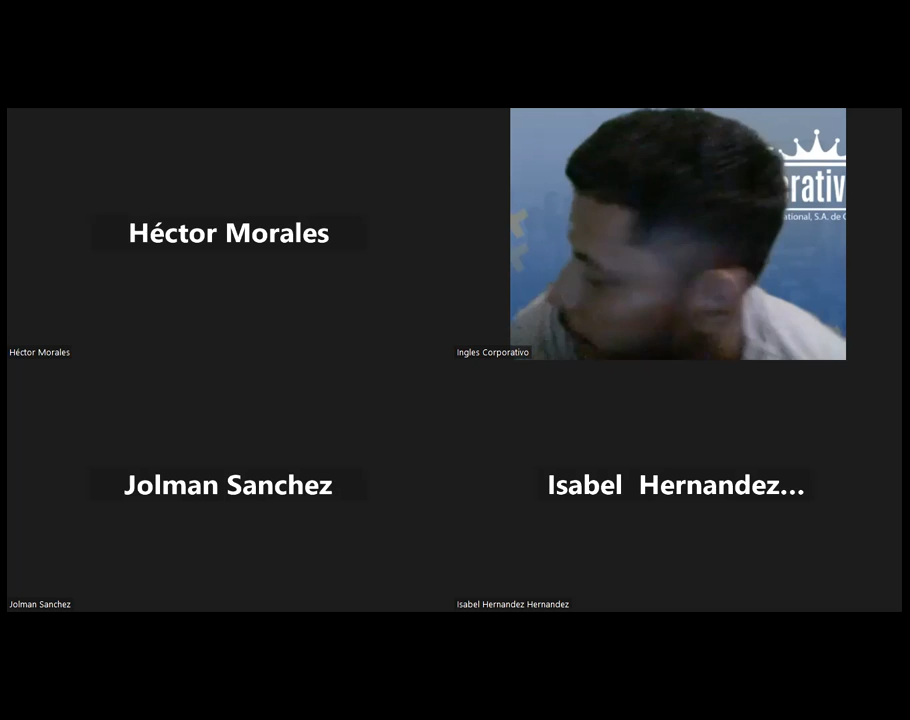 Héctor Morales
Héctor Morales
Ingles Corporativo
Jolman Sanchez
Isabel Hernandez...
Jolman Sanchez
Isabel Hernandez Hernandez